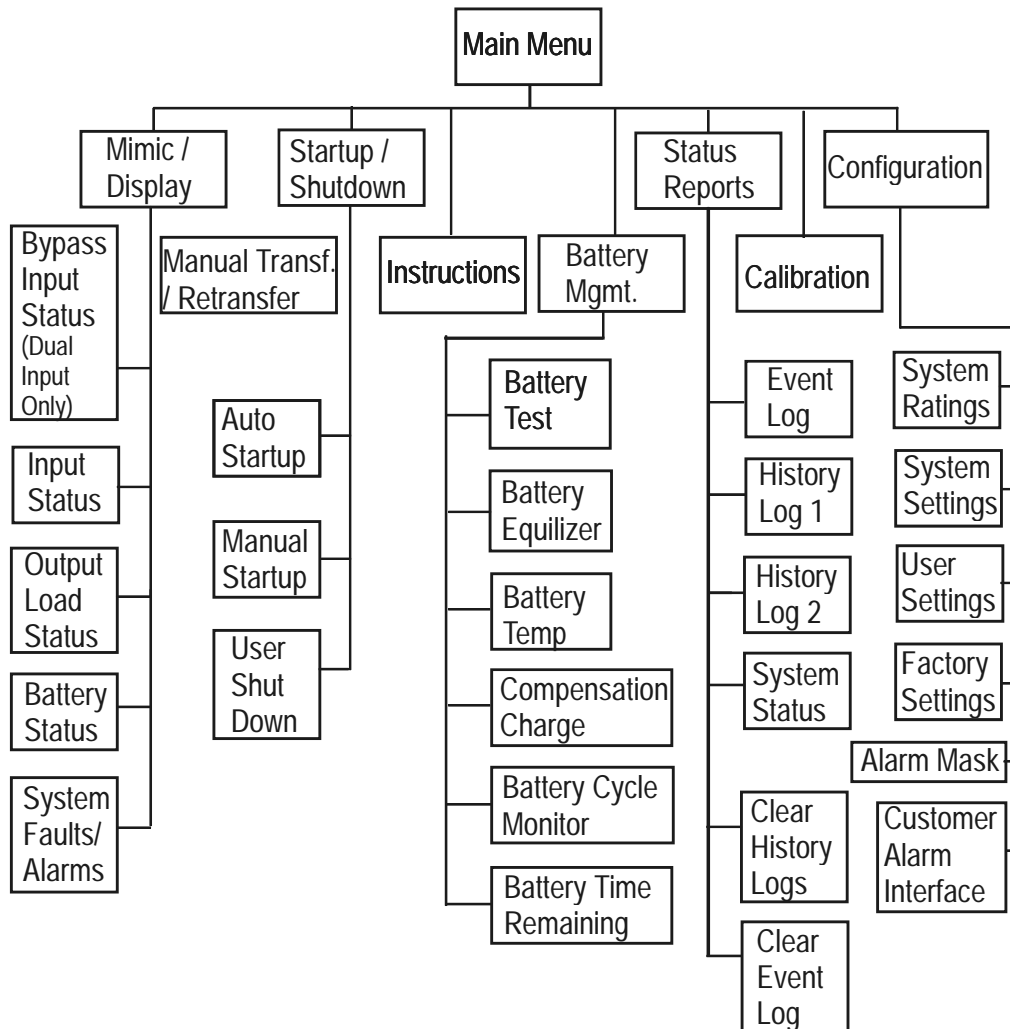 Main Menu
Mimic /
Display
Startup /
Shutdown
Status
Reports
Configuration
Bypass
Input
Status
(Dual
Input
Only)
Manual Transf.
/ Retransfer
Instructions
Battery
Mgmt.
Calibration
Battery
Test
Event
Log
System
Ratings
Auto
Startup
Input
Status
Battery
Equilizer
History
Log 1
System
Settings
Manual
Startup
Output
Load
Status
Battery
Temp
History
Log 2
User
Settings
User
Shut
Down
Battery
Status
Compensation
Charge
System
Status
Factory
Settings
Alarm Mask
System
Faults/
Alarms
Battery Cycle
Monitor
Clear
History
Logs
Customer
Alarm
Interface
Battery Time
Remaining
Clear
Event
Log